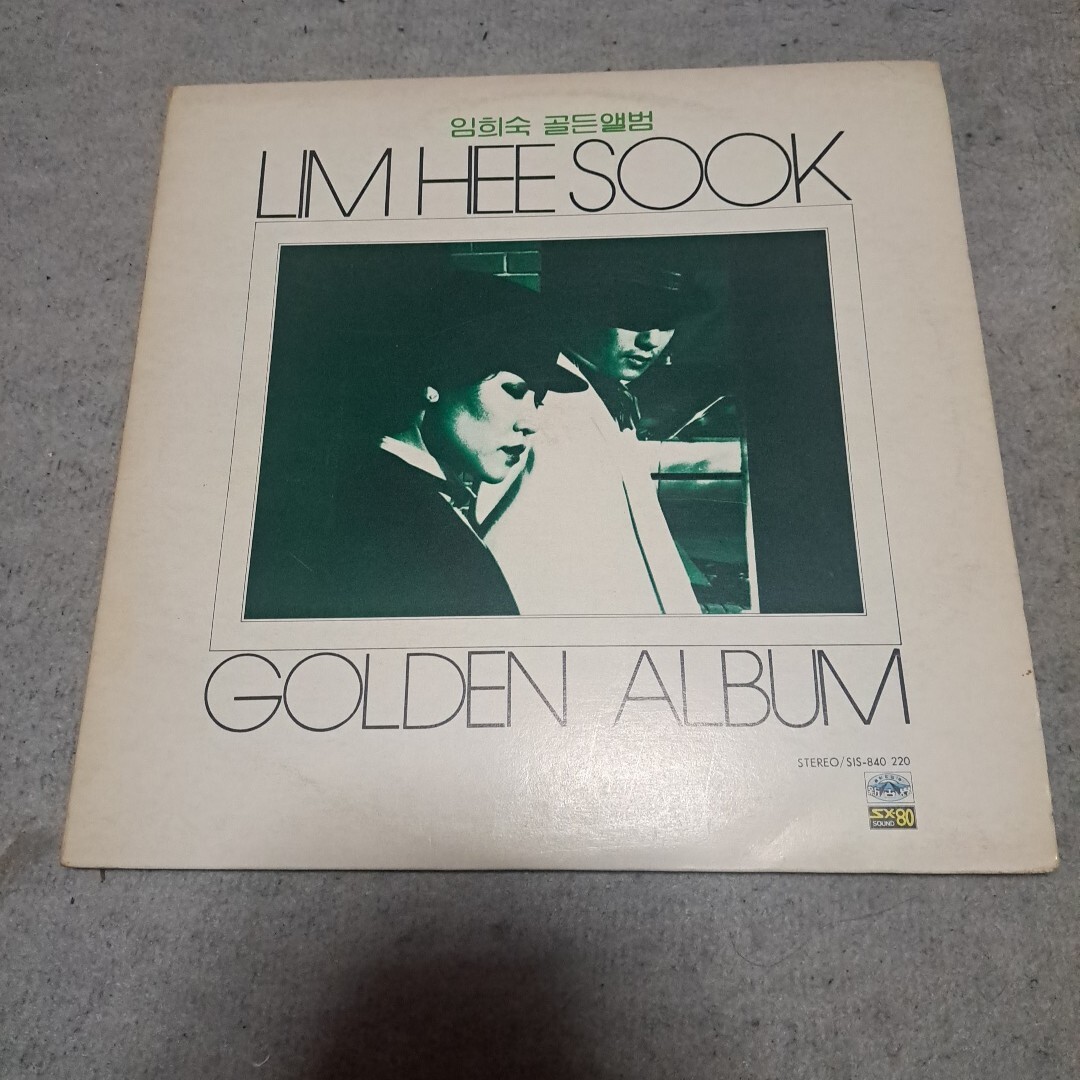 임희숙 골든앨범
LIM HEE SOOK
GOLDEN ALBUM
STEREO/SIS-840 220
SX-80
SOUND